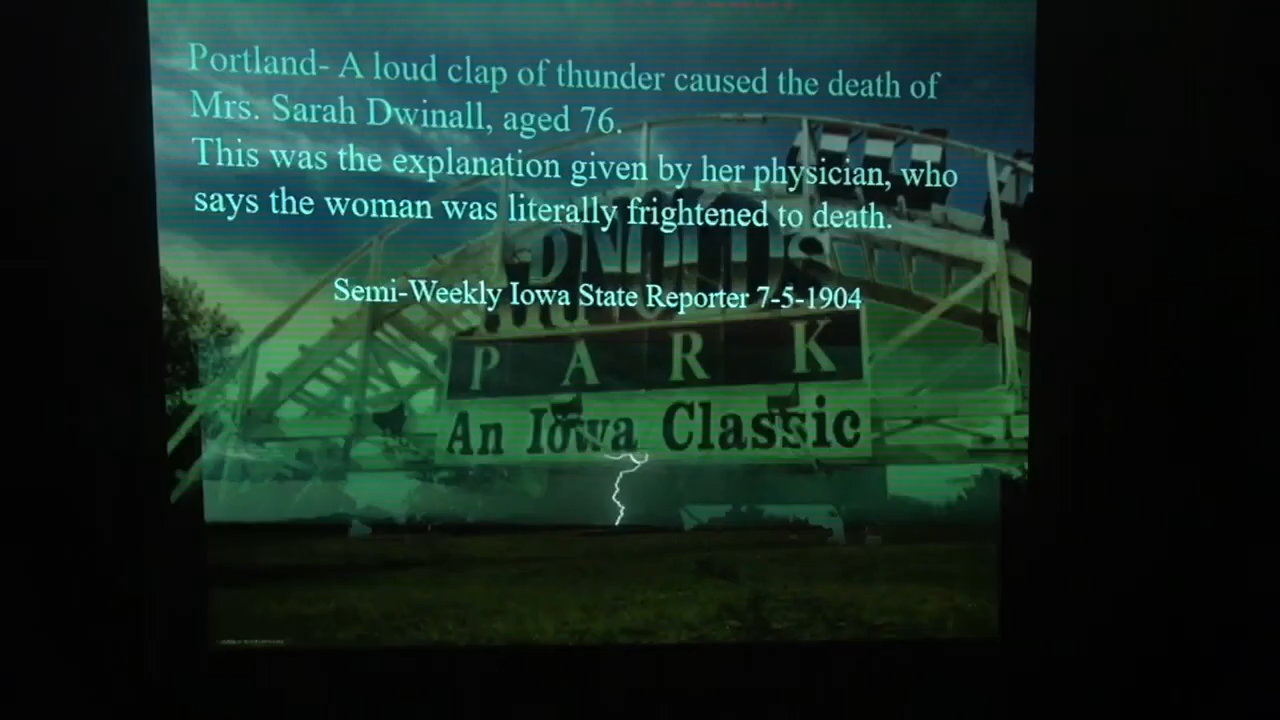 Portland- A loud clap of thunder caused the death of
Mrs. Sarah Dwinall, aged 76.
This was the explanation given by her physician, who
says the woman was literally frightened to death.
Semi-Weekly Iowa State Reporter 7-5-1904
PARK
An Iowa Classic